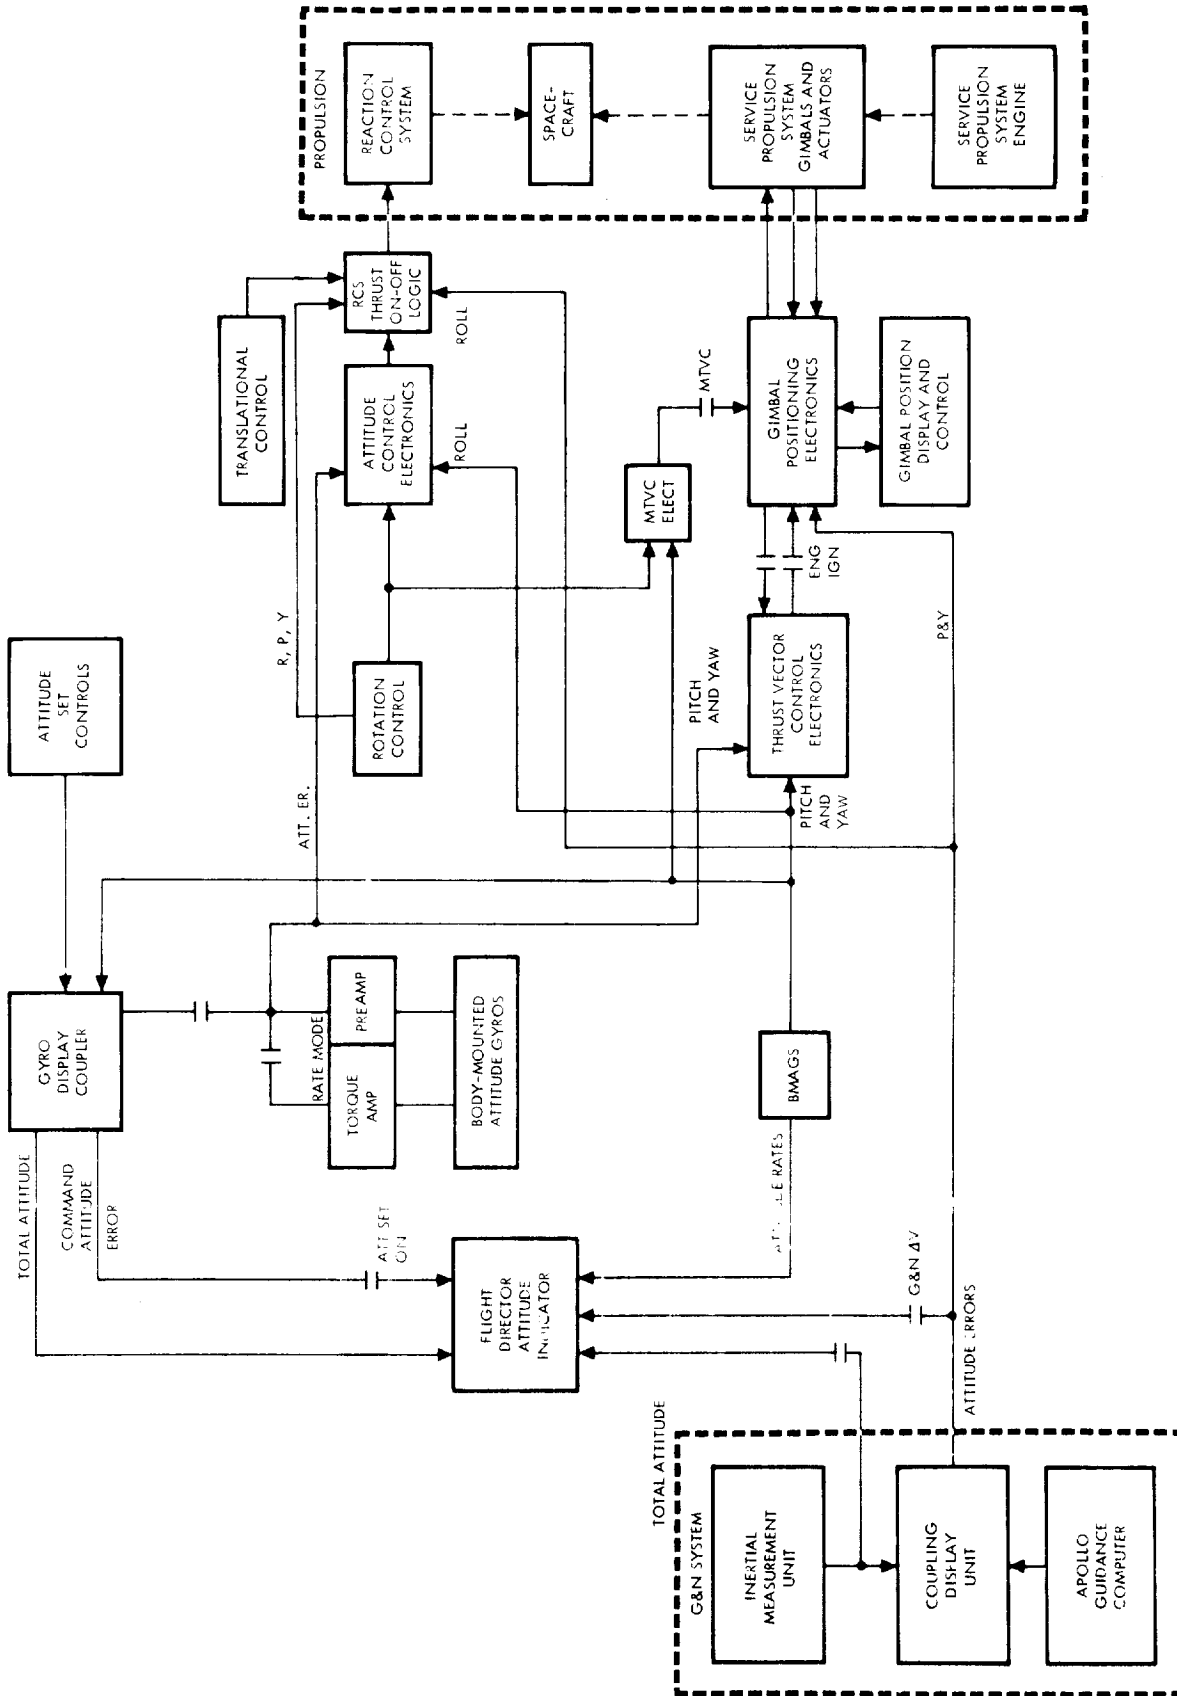 ATTITUDE
SET
CONTROLS
GYRO
DISPLAY
COUPLER
TOTAL ATTITUDE
COMMAND
ATTITUDE
ERROR
ATT SET
ON
FLIGHT
DIRECTOR
ATTITUDE
INDICATOR
RATE MODE
TORQUE
AMP
PREAMP
BODY-MOUNTED
ATTITUDE GYROS
ATT. ER.
R, P, Y
TRANSLATIONAL
CONTROL
ROTATION
CONTROL
ATTITUDE
CONTROL
ELECTRONICS
ROLL
RCS
THRUST
ON-OFF
LOGIC
ROLL
PROPULSION
REACTION
CONTROL
SYSTEM
SPACE-
CRAFT
SERVICE
PROPULSION
SYSTEM
GIMBALS AND
ACTUATORS
SERVICE
PROPULSION
SYSTEM
ENGINE
MTVC
ELECT
MTVC
GIMBAL
POSITIONING
ELECTRONICS
GIMBAL POSITION
DISPLAY AND
CONTROL
ENG
IGN
PITCH
AND YAW
THRUST VECTOR
CONTROL
ELECTRONICS
PITCH
AND
YAW
P&Y
BMAGS
RATES
G&N ΔV
ATTITUDE ERRORS
TOTAL ATTITUDE
G&N SYSTEM
INERTIAL
MEASUREMENT
UNIT
COUPLING
DISPLAY
UNIT
APOLLO
GUIDANCE
COMPUTER